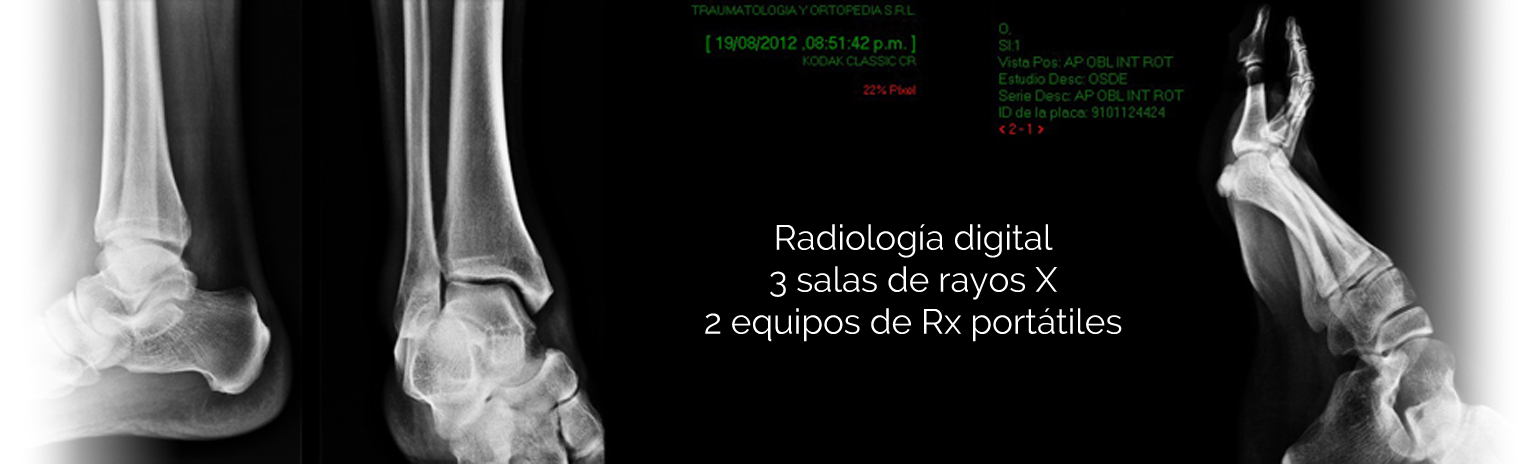 TRAUMATOLOGIA Y ORTOPEDIA S.R.L.
[ 19/08/2012 ,08:51:42 p.m. ]
KODAK CLASSIC CR
22% Pixel
O,
SI:1
Vista Pos: AP OBL INT ROT
Estudio Desc: OSDE
Serie Desc: AP OBL INT ROT
ID de la placa: 9101124424
< 2 - 1 >
Radiología digital
3 salas de rayos X
2 equipos de Rx portátiles